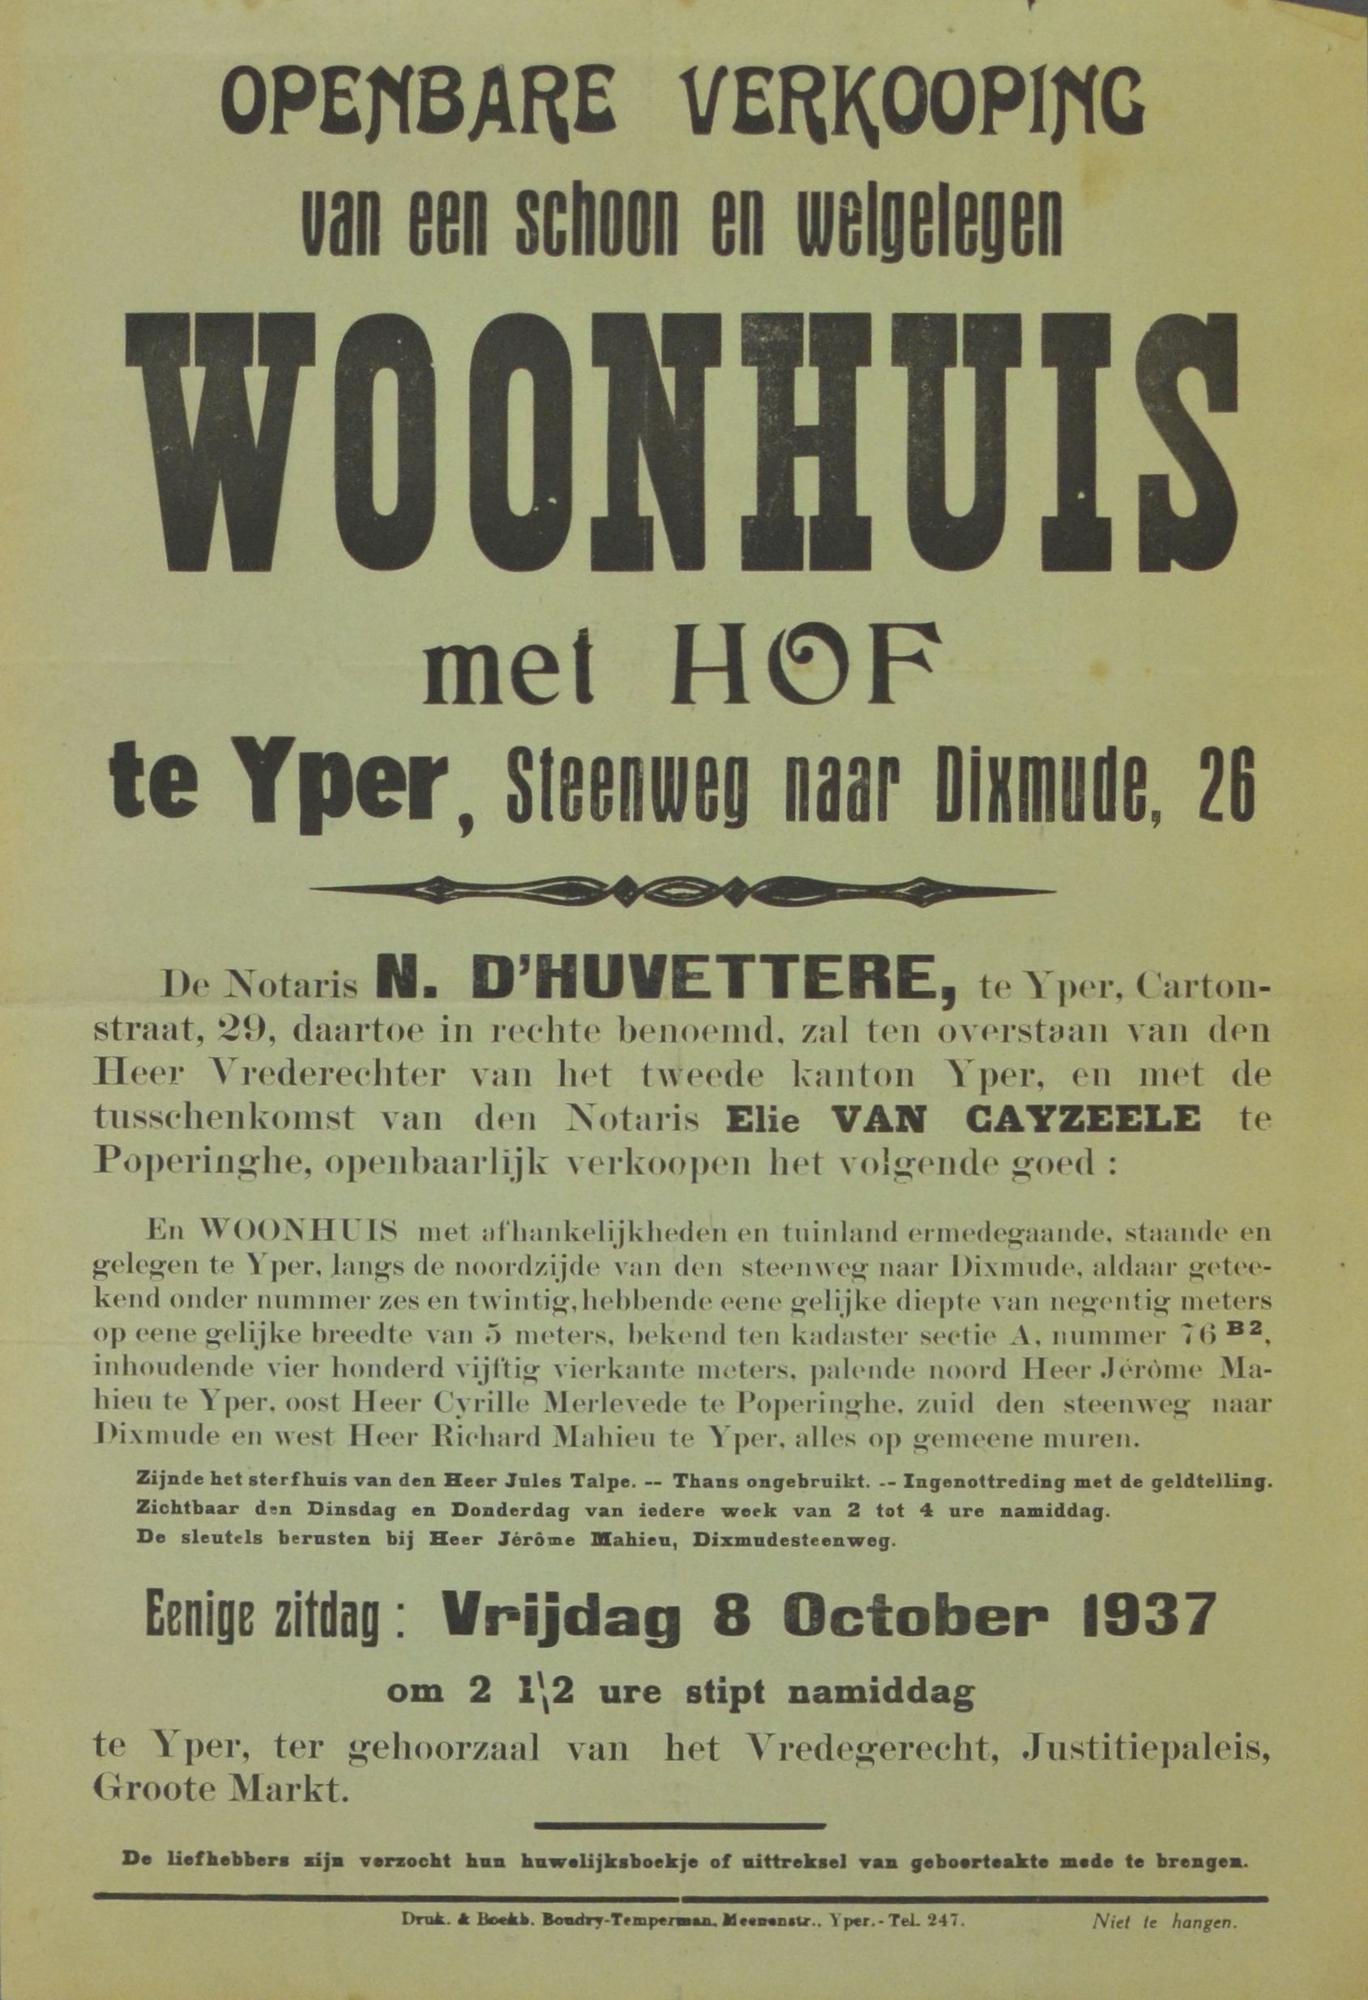 OPENBARE VERKOOPING
van een schoon en welgelegen
WOONHUIS
met HOF
te Yper, Steenweg naar Dixmude, 26
De Notaris N. D'HUVETTERE, te Yper, Carton-
straat, 29, daartoe in rechte benoemd, zal ten overstaan van den
Heer Vrederechter van het tweede kanton Yper, en met de
tusschenkomst van den Notaris Elie VAN CAYZEELE te
Poperinghe, openbaarlijk verkoopen het volgende goed :
En WOONHUIS met afhankelijkheden en tuinland ermedegaande, staande en
gelegen te Yper, langs de noordzijde van den steenweg naar Dixmude, aldaar getee-
kend onder nummer zes en twintig, hebbende eene gelijke diepte van negentig meters
op eene gelijke breedte van 5 meters, bekend ten kadaster sectie A, nummer 76 B2,
inhoudende vier honderd vijftig vierkante meters, palende noord Heer Jérôme Ma-
hieu te Yper, oost Heer Cyrille Merlevede te Poperinghe, zuid den steenweg naar
Dixmude en west Heer Richard Mahieu te Yper, alles op gemeene muren.
Zijnde het sterfhuis van den Heer Jules Talpe. -- Thans ongebruikt. -- Ingenottreding met de geldtelling.
Zichtbaar den Dinsdag en Donderdag van iedere week van 2 tot 4 ure namiddag.
De sleutels berusten bij Heer Jérôme Mahieu, Dixmudesteenweg.
Eenige zitdag : Vrijdag 8 October 1937
om 2 1\2 ure stipt namiddag
te Yper, ter gehoorzaal van het Vredegerecht, Justitiepaleis,
Groote Markt.
De liefhebbers zijn verzocht hun huwelijksboekje of uittreksel van geboorteakte mede te brengen.
Druk. & Boekb. Boudry-Temperman, Meenenstr., Yper.- Tel. 247.
Niet te hangen.